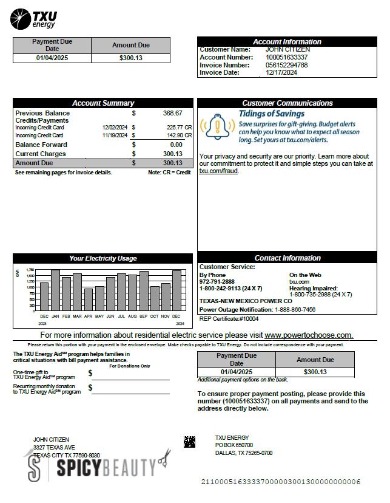 TXU
energy
Payment Due
Date
Amount Due
01/04/2025
$300.13
Account Information
Customer Name: JOHN CITIZEN
Account Number: 100051633337
Invoice Number: 056152294788
Invoice Date: 12/17/2024
Account Summary
Previous Balance $ 368.67
Credits/Payments
Incoming Credit Card 12/02/2024 $ 225.77 CR
Incoming Credit Card 11/19/2024 $ 142.90 CR
Balance Forward $ 0.00
Current Charges $ 300.13
Amount Due $ 300.13
See remaining pages for invoice details. Note: CR = Credit
Customer Communications
Tidings of Savings
Save surprises for gift-giving. Budget alerts
can help you know what to expect all season
long. Set yours at txu.com/alerts.
Your privacy and security are our priority. Learn more about
our commitment to protect it and simple steps you can take at
txu.com/fraud.
Your Electricity Usage
DEC JAN FEB MAR APR MAY JUN JUL AUG SEP OCT NOV DEC
Contact Information
Customer Service:
By Phone
972-791-2888
1-800-242-9113 (24 X 7)
On the Web
txu.com
Hearing Impaired:
1-800-735-2988 (24 X 7)
TEXAS-NEW MEXICO POWER CO
Power Outage Notification: 1-888-866-7456
REP Certificate#10004
For more information about residential electric service please visit www.powertochoose.com.
Please return this portion with your payment in the enclosed envelope. Make checks payable to TXU Energy. Do not include correspondence with your payment.
The TXU Energy Aid℠ program helps families in
critical situations with bill payment assistance.
For Donations Only
One-time gift to
TXU Energy Aid℠ program $
Recurring monthly donation
to TXU Energy Aid℠ program $
Payment Due
Date
Amount Due
01/04/2025
$300.13
Additional payment options on the back.
To ensure proper payment posting, please write this
number (100051633337) on all payments and send to the
address directly below.
JOHN CITIZEN
3327 TEXAS AVE
TEXAS CITY TX 77590-8080
TXU ENERGY
PO BOX 650700
DALLAS, TX 75265-0700
SPICYBEAUTY